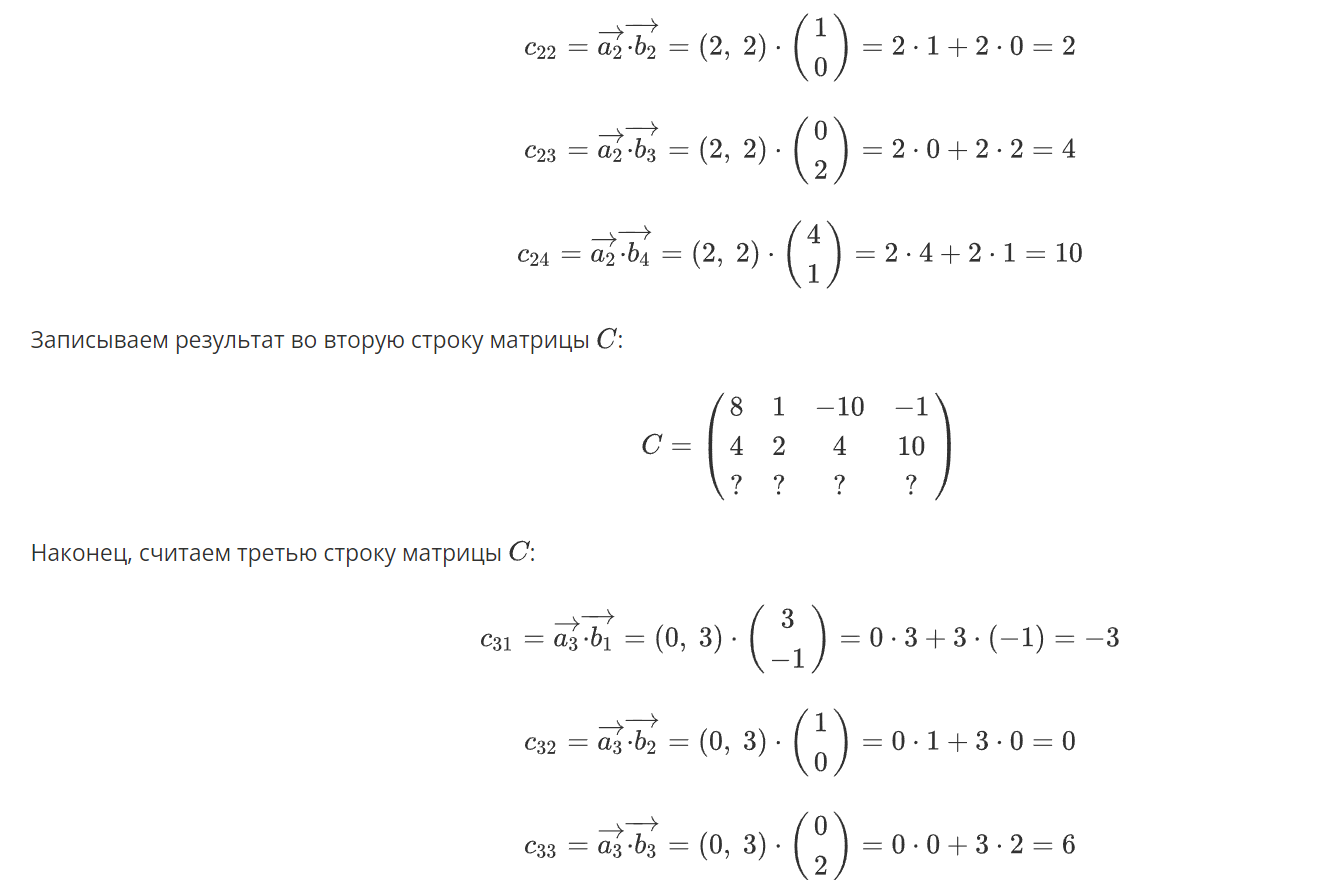 $c_{22} = \overrightarrow{a_2} \cdot \overrightarrow{b_2} = (2,\ 2) \cdot \begin{pmatrix} 1 \\ 0 \end{pmatrix} = 2 \cdot 1 + 2 \cdot 0 = 2$
$c_{23} = \overrightarrow{a_2} \cdot \overrightarrow{b_3} = (2,\ 2) \cdot \begin{pmatrix} 0 \\ 2 \end{pmatrix} = 2 \cdot 0 + 2 \cdot 2 = 4$
$c_{24} = \overrightarrow{a_2} \cdot \overrightarrow{b_4} = (2,\ 2) \cdot \begin{pmatrix} 4 \\ 1 \end{pmatrix} = 2 \cdot 4 + 2 \cdot 1 = 10$
Записываем результат во вторую строку матрицы $C$:
$C = \begin{pmatrix} 8 & 1 & -10 & -1 \\ 4 & 2 & 4 & 10 \\ ? & ? & ? & ? \end{pmatrix}$
Наконец, считаем третью строку матрицы $C$:
$c_{31} = \overrightarrow{a_3} \cdot \overrightarrow{b_1} = (0,\ 3) \cdot \begin{pmatrix} 3 \\ -1 \end{pmatrix} = 0 \cdot 3 + 3 \cdot (-1) = -3$
$c_{32} = \overrightarrow{a_3} \cdot \overrightarrow{b_2} = (0,\ 3) \cdot \begin{pmatrix} 1 \\ 0 \end{pmatrix} = 0 \cdot 1 + 3 \cdot 0 = 0$
$c_{33} = \overrightarrow{a_3} \cdot \overrightarrow{b_3} = (0,\ 3) \cdot \begin{pmatrix} 0 \\ 2 \end{pmatrix} = 0 \cdot 0 + 3 \cdot 2 = 6$